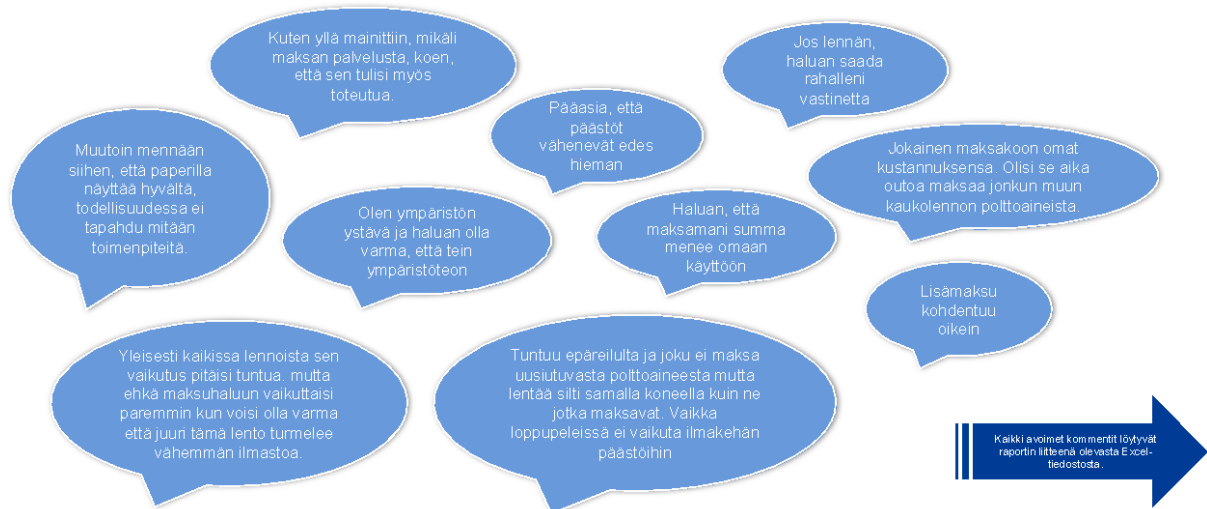 Kuten yllä mainittiin, mikäli
maksan palvelusta, koen,
että sen tulisi myös
toteutua.
Jos lennän,
haluan saada
rahalleni
vastinetta
Pääasia, että
päästöt
vähenevät edes
hieman
Muutoin mennään
siihen, että paperilla
näyttää hyvältä,
todellisuudessa ei
tapahdu mitään
toimenpiteitä.
Jokainen maksakoon omat
kustannuksensa. Olisi se aika
outoa maksaa jonkun muun
kaukolennon polttoaineista.
Olen ympäristön
ystävä ja haluan olla
varma, että tein
ympäristöteon
Haluan, että
maksamani summa
menee omaan
käyttöön
Lisämaksu
kohdentuu
oikein
Yleisesti kaikissa lennoista sen
vaikutus pitäisi tuntua. mutta
ehkä maksuhaluun vaikuttaisi
paremmin kun voisi olla varma
että juuri tämä lento turmelee
vähemmän ilmastoa.
Tuntuu epäreilulta ja joku ei maksa
uusiutuvasta polttoaineesta mutta
lentää silti samalla koneella kuin ne
jotka maksavat. Vaikka
loppupeleissä ei vaikuta ilmakehän
päästöihin
Kaikki avoimet kommentit löytyvät
raportin liitteenä olevasta Excel-
tiedostosta.